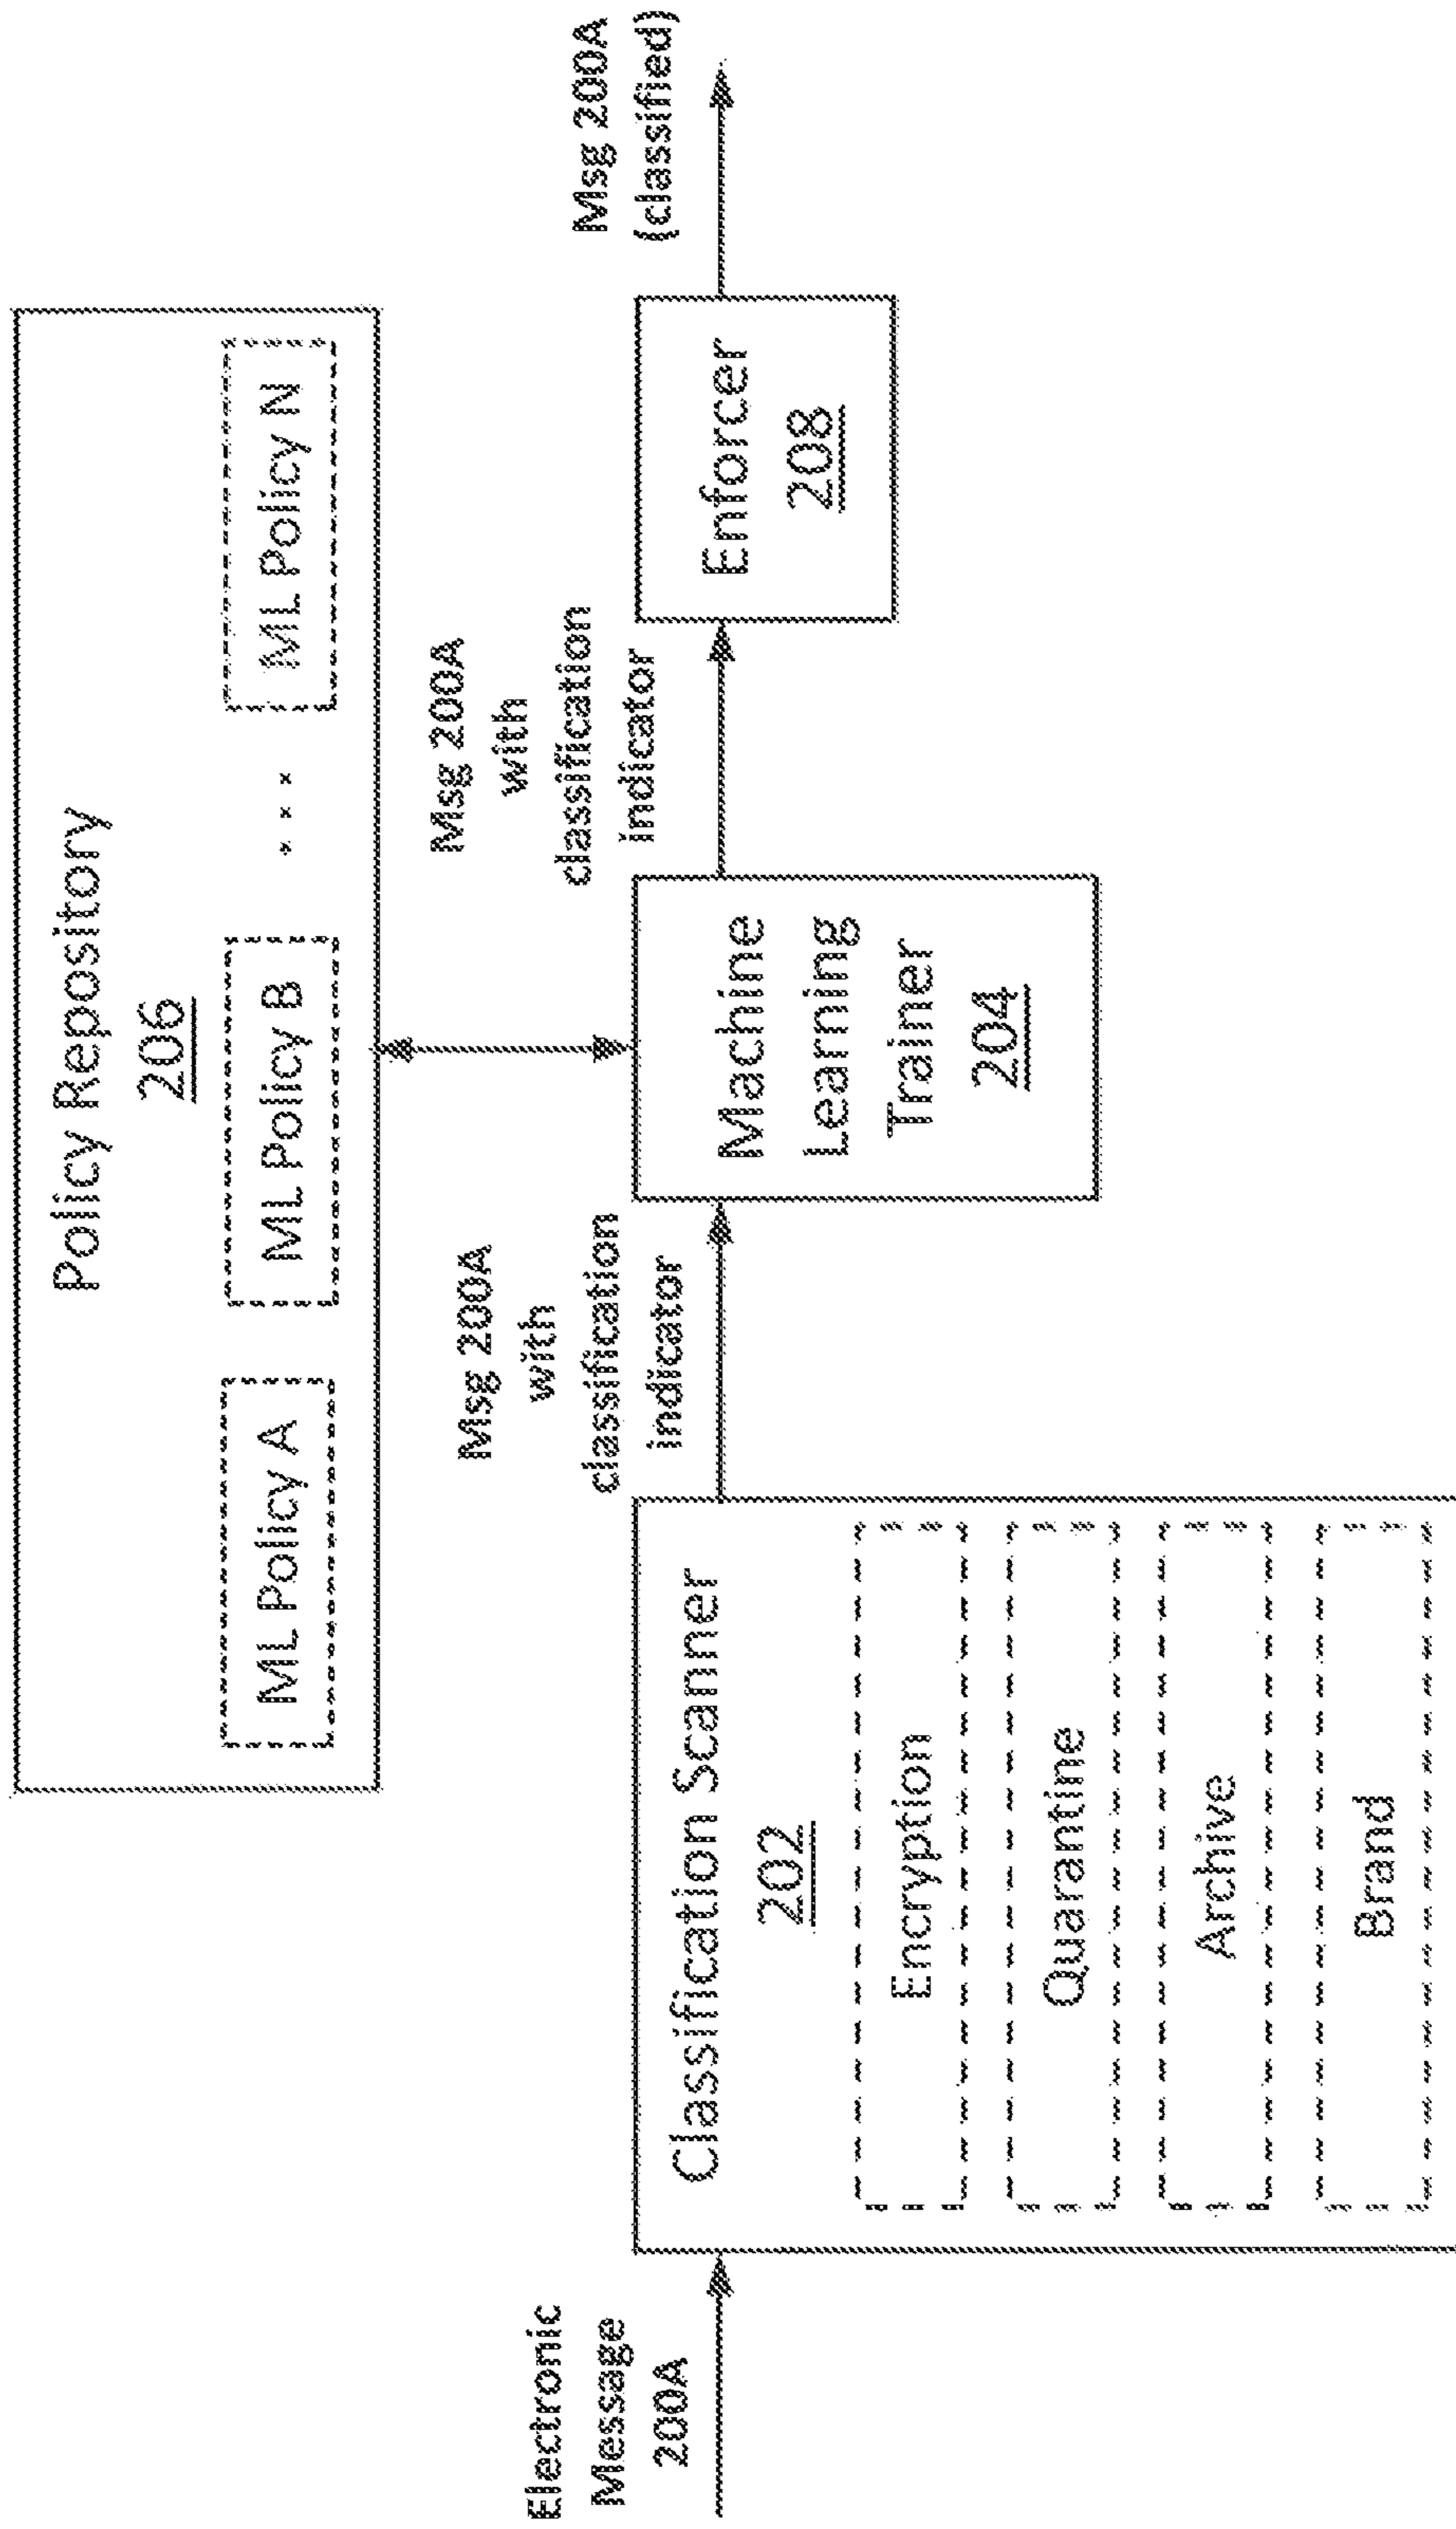 Policy Repository
206
ML Policy A
ML Policy B
. . .
ML Policy N
Electronic
Message
200A
Msg 200A
with
classification
indicator
Msg 200A
with
classification
indicator
Msg 200A
(classified)
Classification Scanner
202
Encryption
Quarantine
Archive
Brand
Machine
Learning
Trainer
204
Enforcer
208